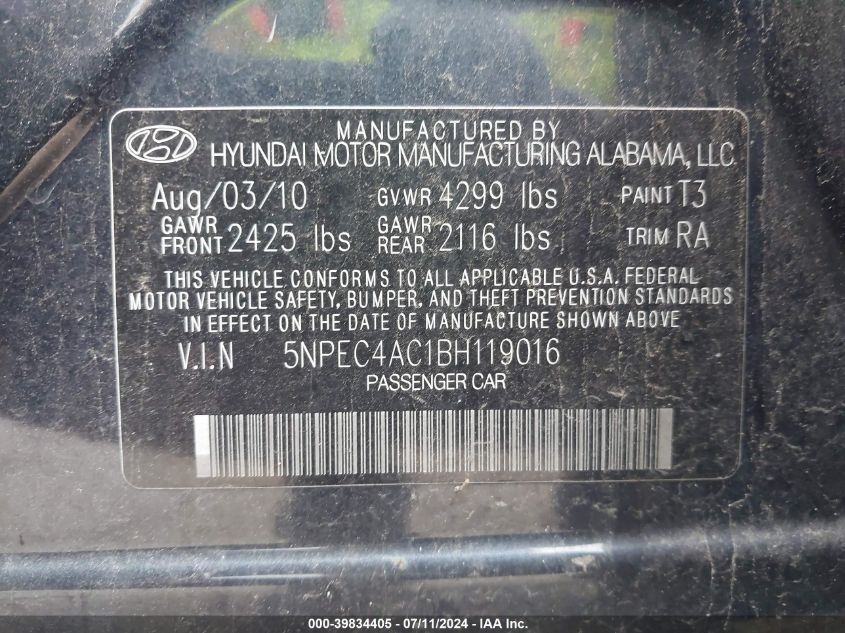 MANUFACTURED BY
HYUNDAI MOTOR MANUFACTURING ALABAMA, LLC
Aug/03/10 GVWR 4299 lbs PAINT T3
GAWR FRONT 2425 lbs GAWR REAR 2116 lbs TRIM RA
THIS VEHICLE CONFORMS TO ALL APPLICABLE U.S.A. FEDERAL
MOTOR VEHICLE SAFETY, BUMPER, AND THEFT PREVENTION STANDARDS
IN EFFECT ON THE DATE OF MANUFACTURE SHOWN ABOVE
V.I.N 5NPEC4AC1BH119016
PASSENGER CAR
000-39834405 - 07/11/2024 - IAA Inc.